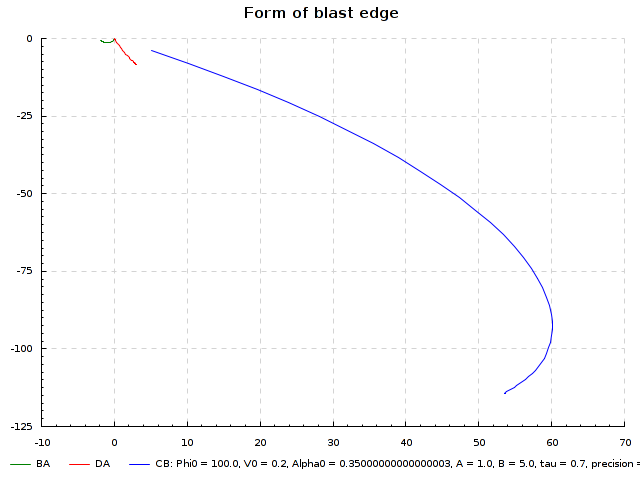 Form of blast edge
0
-25
-50
-75
-100
-125
-10 0 10 20 30 40 50 60 70
BA DA CB: Phi0 = 100.0, V0 = 0.2, Alpha0 = 0.35000000000000003, A = 1.0, B = 5.0, tau = 0.7, precision =